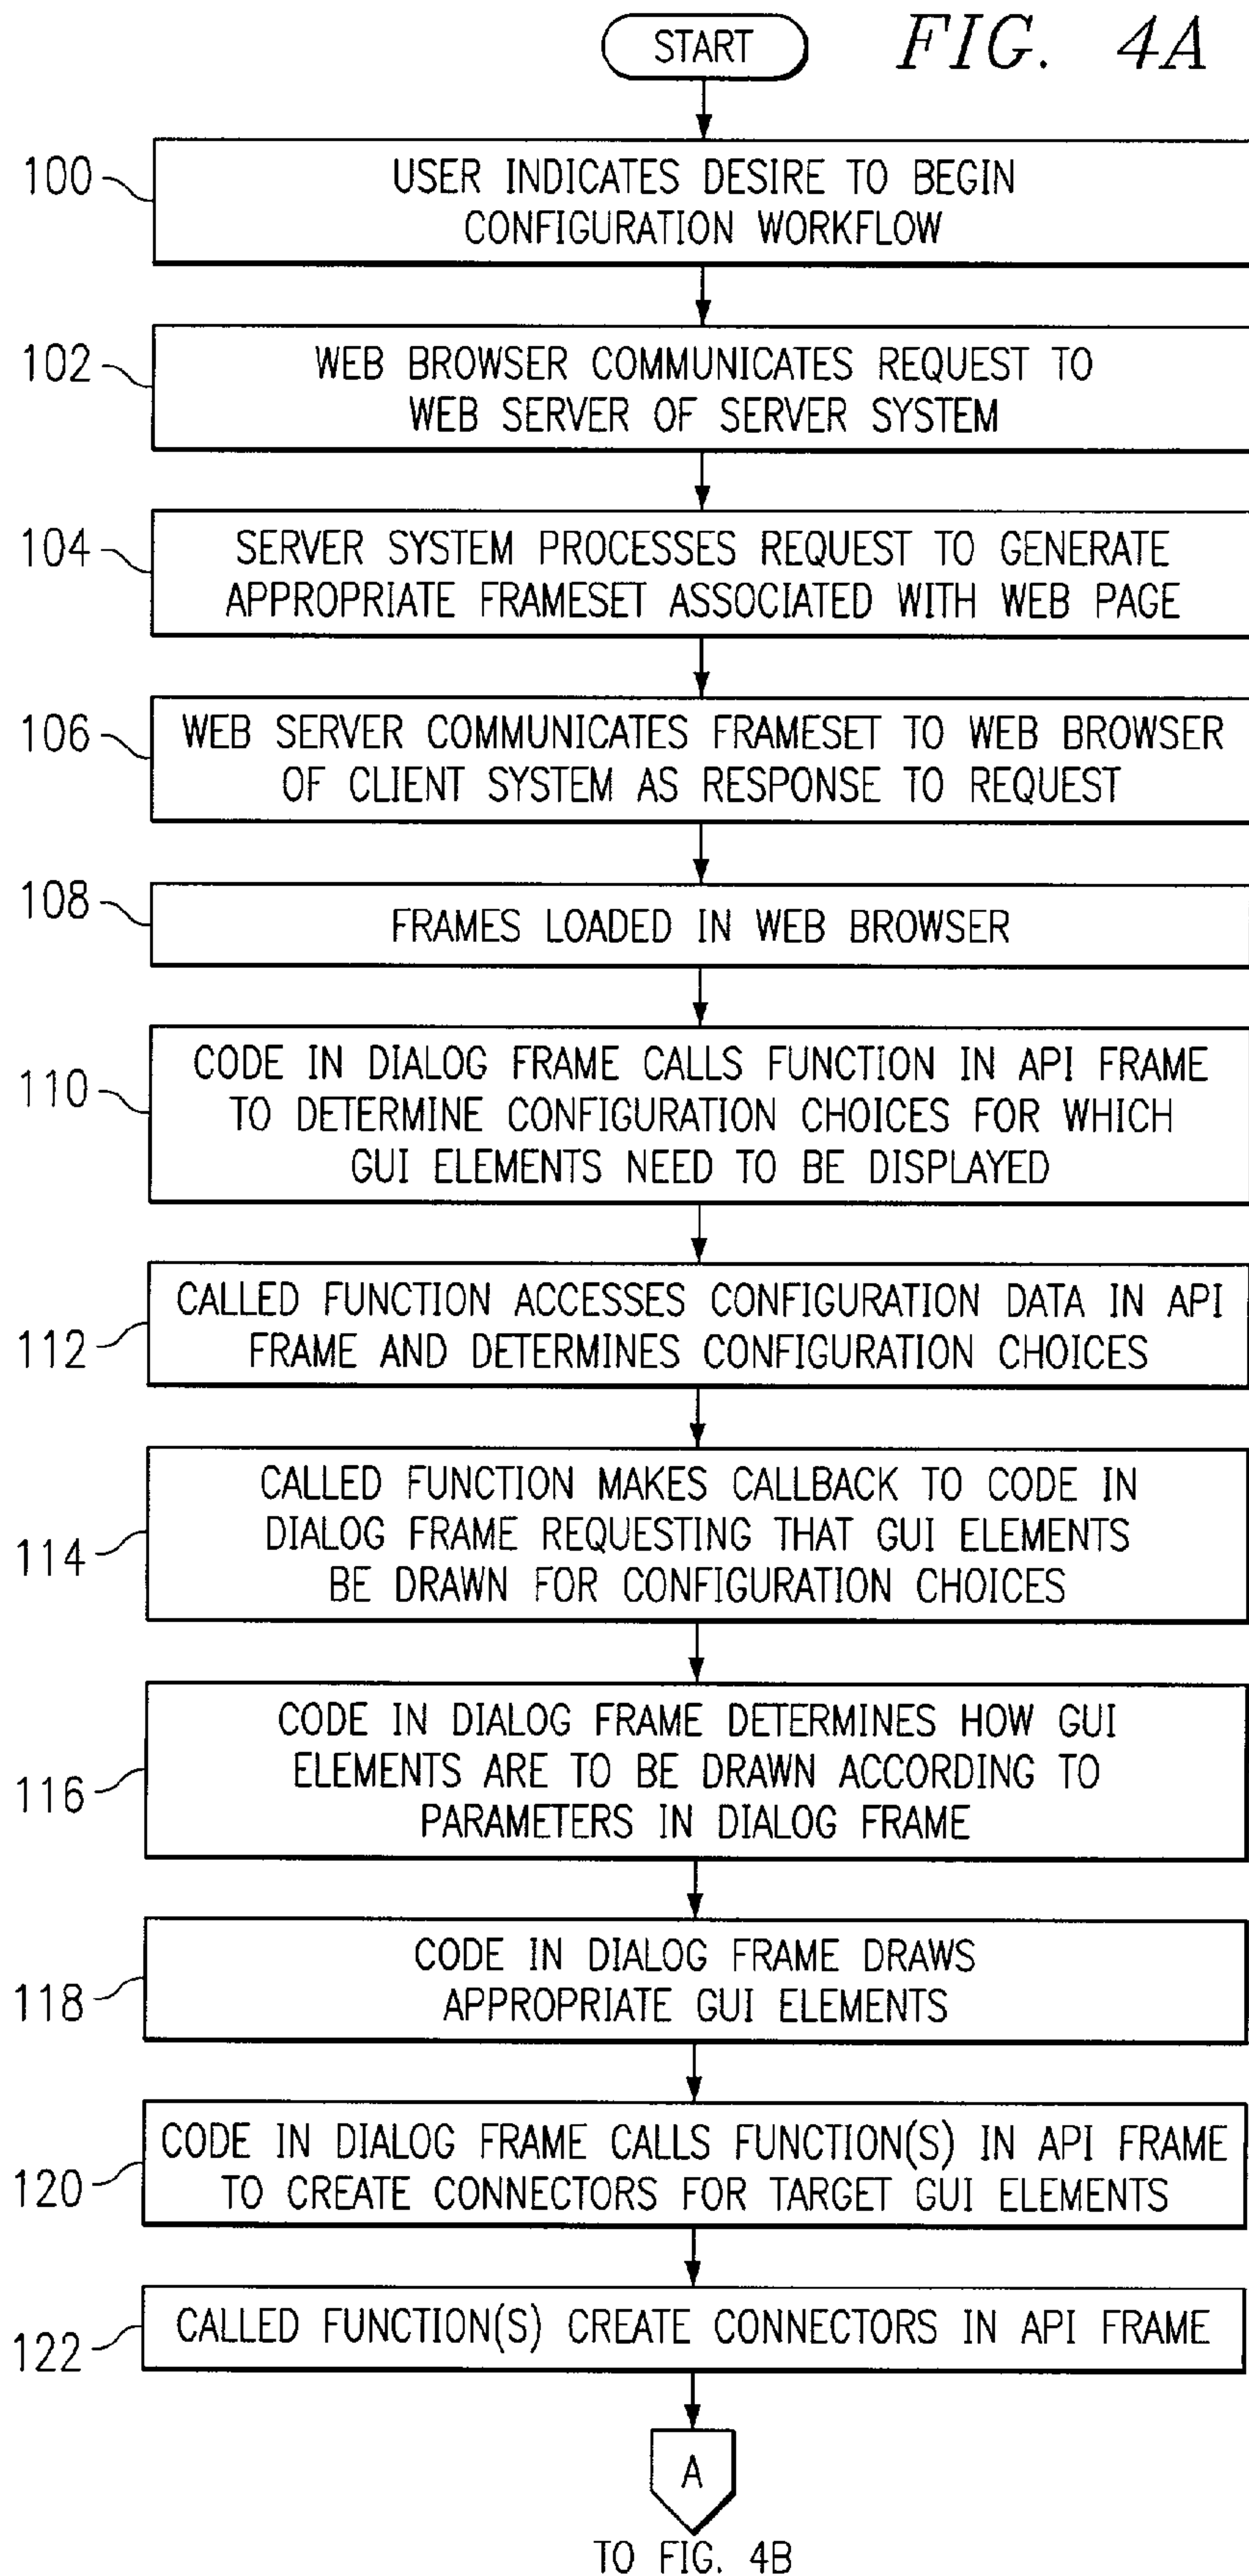 START
FIG. 4A
100
USER INDICATES DESIRE TO BEGIN
CONFIGURATION WORKFLOW
102
WEB BROWSER COMMUNICATES REQUEST TO
WEB SERVER OF SERVER SYSTEM
104
SERVER SYSTEM PROCESSES REQUEST TO GENERATE
APPROPRIATE FRAMESET ASSOCIATED WITH WEB PAGE
106
WEB SERVER COMMUNICATES FRAMESET TO WEB BROWSER
OF CLIENT SYSTEM AS RESPONSE TO REQUEST
108
FRAMES LOADED IN WEB BROWSER
110
CODE IN DIALOG FRAME CALLS FUNCTION IN API FRAME
TO DETERMINE CONFIGURATION CHOICES FOR WHICH
GUI ELEMENTS NEED TO BE DISPLAYED
112
CALLED FUNCTION ACCESSES CONFIGURATION DATA IN API
FRAME AND DETERMINES CONFIGURATION CHOICES
114
CALLED FUNCTION MAKES CALLBACK TO CODE IN
DIALOG FRAME REQUESTING THAT GUI ELEMENTS
BE DRAWN FOR CONFIGURATION CHOICES
116
CODE IN DIALOG FRAME DETERMINES HOW GUI
ELEMENTS ARE TO BE DRAWN ACCORDING TO
PARAMETERS IN DIALOG FRAME
118
CODE IN DIALOG FRAME DRAWS
APPROPRIATE GUI ELEMENTS
120
CODE IN DIALOG FRAME CALLS FUNCTION(S) IN API FRAME
TO CREATE CONNECTORS FOR TARGET GUI ELEMENTS
122
CALLED FUNCTION(S) CREATE CONNECTORS IN API FRAME
A
TO FIG. 4B